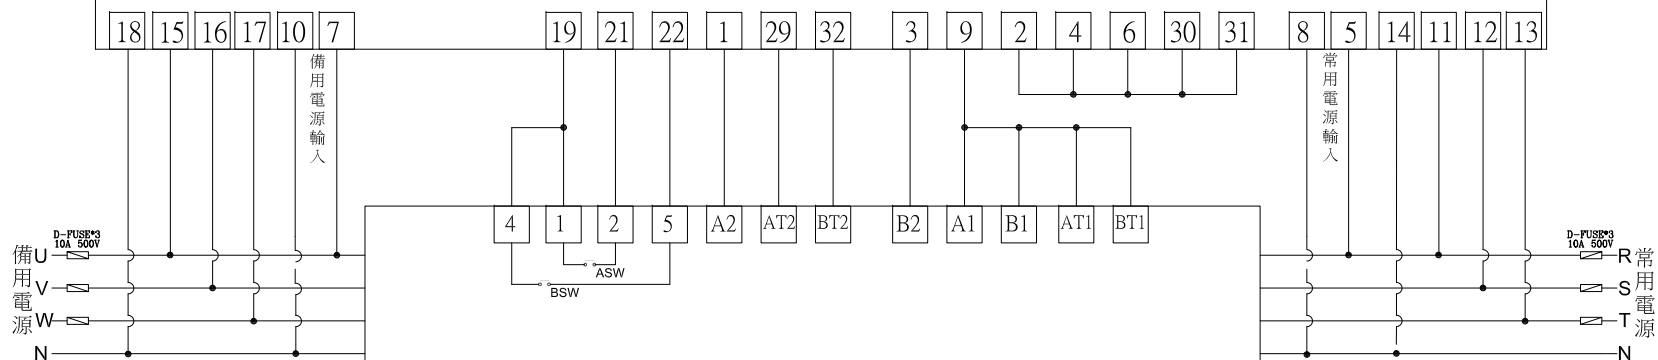 18 15 16 17 10 7 19 21 22 1 29 32 3 9 2 4 6 30 31 8 5 14 11 12 13
備用電源輸入
常用電源輸入
4 1 2 5 A2 AT2 BT2 B2 A1 B1 AT1 BT1
D-FUSE*3
10A 500V
D-FUSE*3
10A 500V
備用電源
U
V
W
N
ASW
BSW
R
S
T
N
常用電源